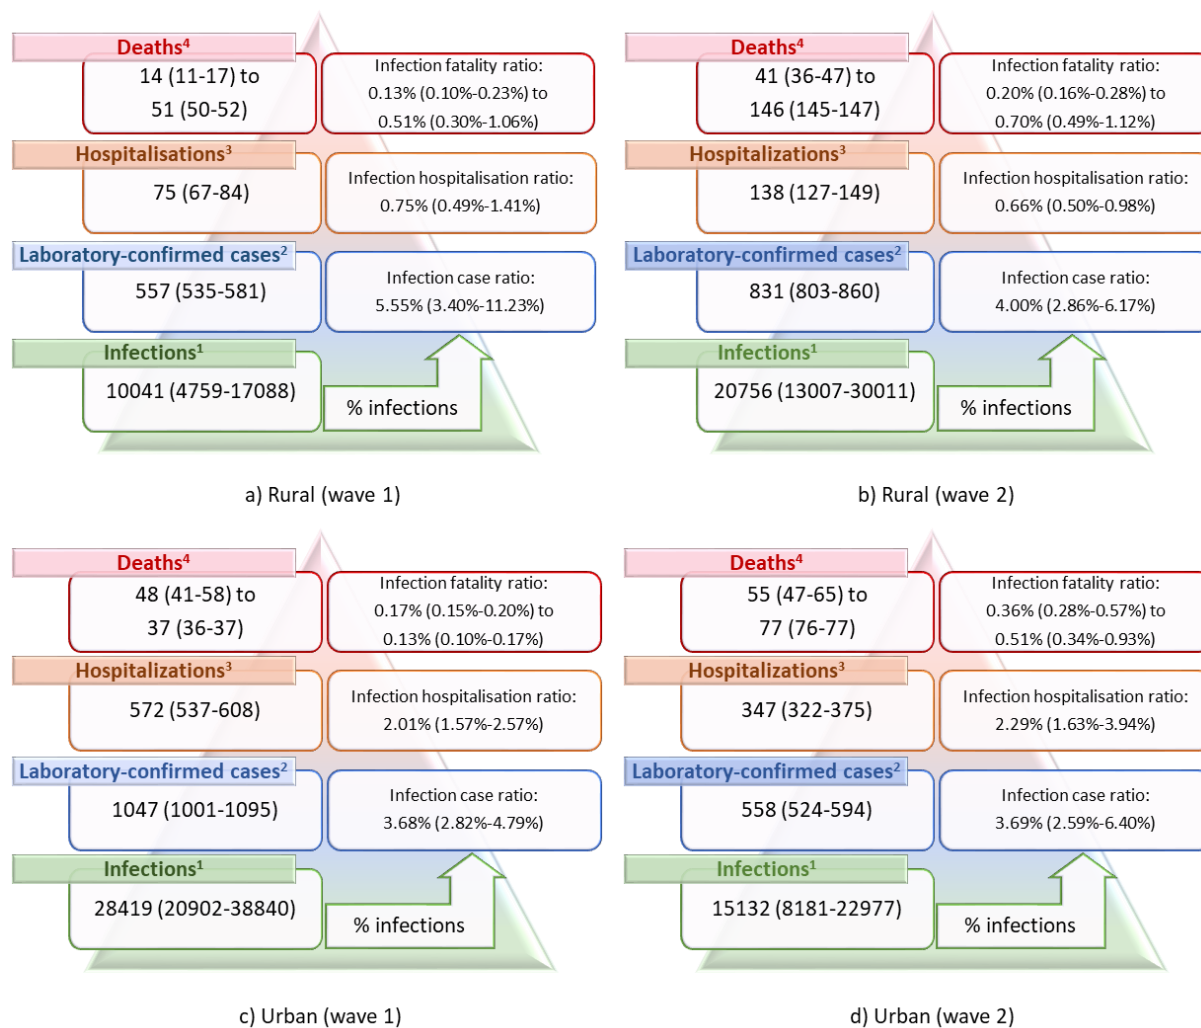 Deaths⁴
14 (11-17) to
51 (50-52)
Infection fatality ratio:
0.13% (0.10%-0.23%) to
0.51% (0.30%-1.06%)
Hospitalisations³
75 (67-84)
Infection hospitalisation ratio:
0.75% (0.49%-1.41%)
Laboratory-confirmed cases²
557 (535-581)
Infection case ratio:
5.55% (3.40%-11.23%)
Infections¹
10041 (4759-17088)
% infections
a) Rural (wave 1)
Deaths⁴
41 (36-47) to
146 (145-147)
Infection fatality ratio:
0.20% (0.16%-0.28%) to
0.70% (0.49%-1.12%)
Hospitalizations³
138 (127-149)
Infection hospitalisation ratio:
0.66% (0.50%-0.98%)
Laboratory-confirmed cases²
831 (803-860)
Infection case ratio:
4.00% (2.86%-6.17%)
Infections¹
20756 (13007-30011)
% infections
b) Rural (wave 2)
Deaths⁴
48 (41-58) to
37 (36-37)
Infection fatality ratio:
0.17% (0.15%-0.20%) to
0.13% (0.10%-0.17%)
Hospitalizations³
572 (537-608)
Infection hospitalisation ratio:
2.01% (1.57%-2.57%)
Laboratory-confirmed cases²
1047 (1001-1095)
Infection case ratio:
3.68% (2.82%-4.79%)
Infections¹
28419 (20902-38840)
% infections
c) Urban (wave 1)
Deaths⁴
55 (47-65) to
77 (76-77)
Infection fatality ratio:
0.36% (0.28%-0.57%) to
0.51% (0.34%-0.93%)
Hospitalizations³
347 (322-375)
Infection hospitalisation ratio:
2.29% (1.63%-3.94%)
Laboratory-confirmed cases²
558 (524-594)
Infection case ratio:
3.69% (2.59%-6.40%)
Infections¹
15132 (8181-22977)
% infections
d) Urban (wave 2)